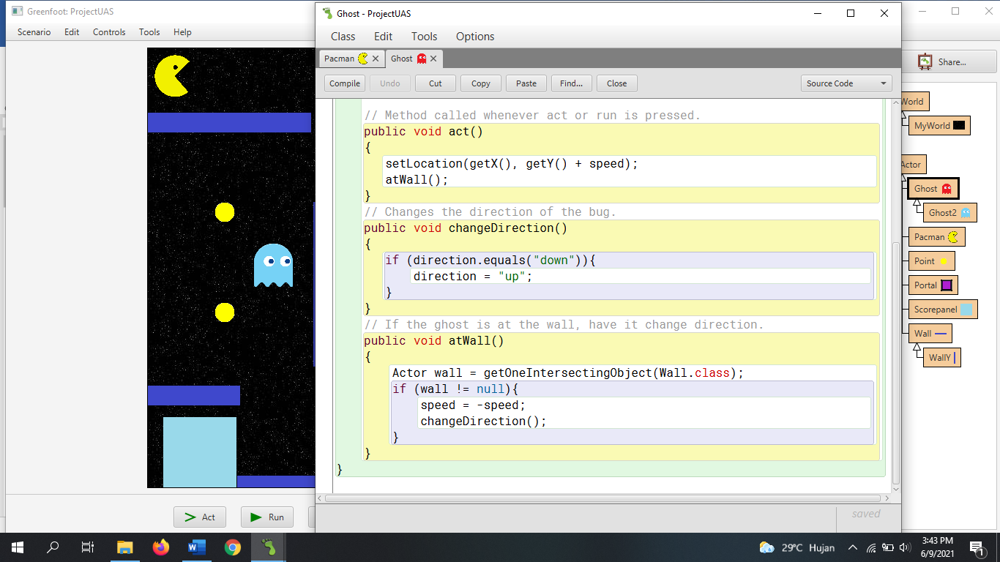 Greenfoot: ProjectUAS
Scenario Edit Controls Tools Help
Ghost - ProjectUAS
Class Edit Tools Options
Pacman
Ghost
Compile Undo Cut Copy Paste Find... Close Source Code
// Method called whenever act or run is pressed.
public void act()
{
setLocation(getX(), getY() + speed);
atWall();
}
// Changes the direction of the bug.
public void changeDirection()
{
if (direction.equals("down")){
direction = "up";
}
}
// If the ghost is at the wall, have it change direction.
public void atWall()
{
Actor wall = getOneIntersectingObject(Wall.class);
if (wall != null){
speed = -speed;
changeDirection();
}
}
}
saved
Share...
World
MyWorld
Actor
Ghost
Ghost2
Pacman
Point
Portal
Scorepanel
Wall
WallY
Act
Run
29°C Hujan
3:43 PM
6/9/2021
1